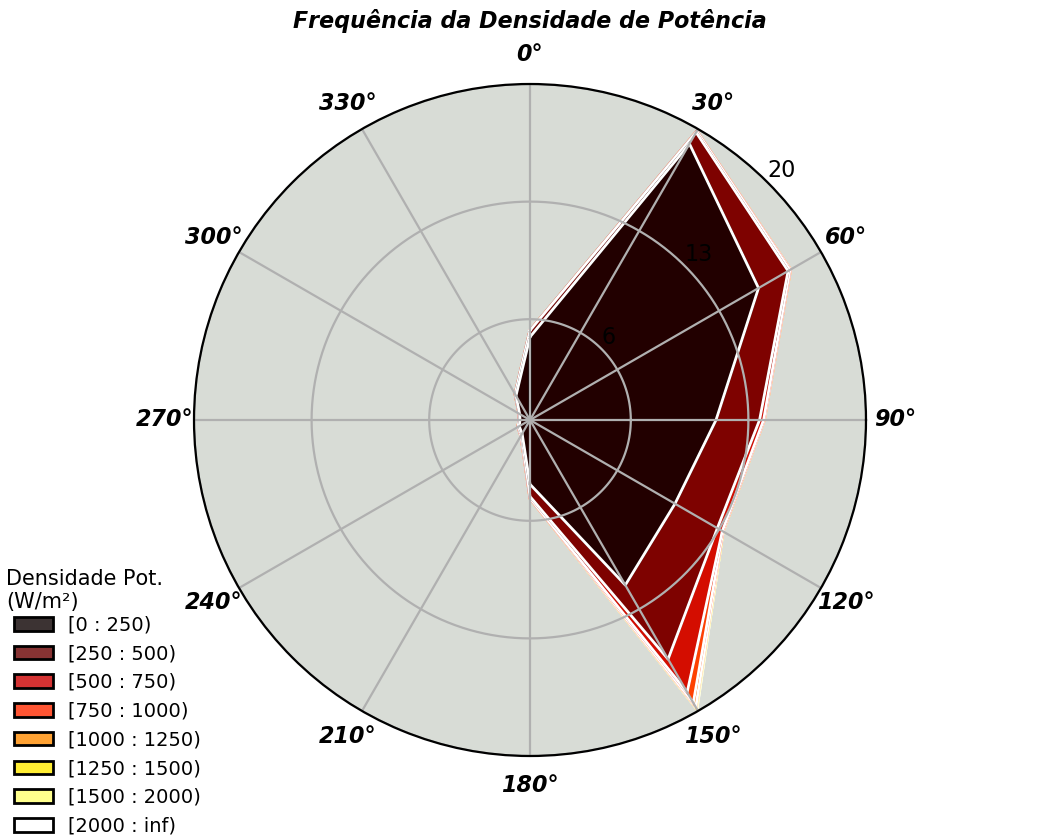 Frequência da Densidade de Potência
0°
330°
30°
20
300°
60°
13
6
270°
90°
Densidade Pot.
(W/m²)
240°
120°
[0 : 250)
[250 : 500)
[500 : 750)
[750 : 1000)
210°
150°
[1000 : 1250)
[1250 : 1500)
180°
[1500 : 2000)
[2000 : inf)